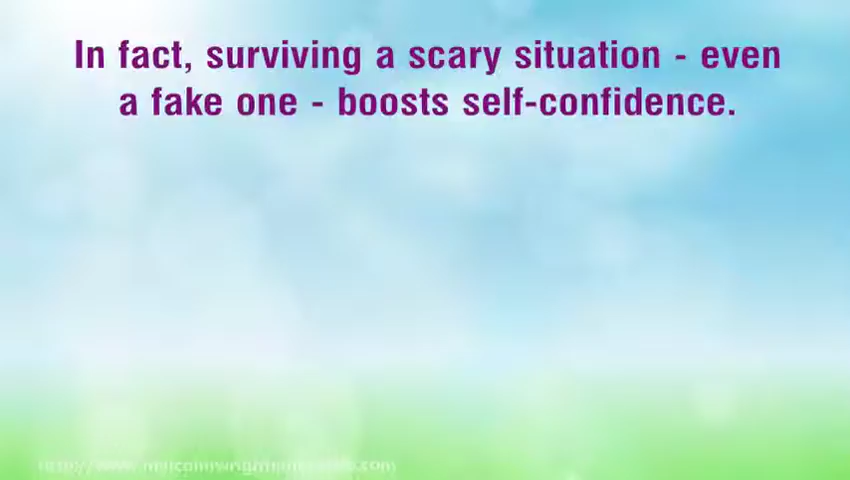 In fact, surviving a scary situation - even
a fake one - boosts self-confidence.